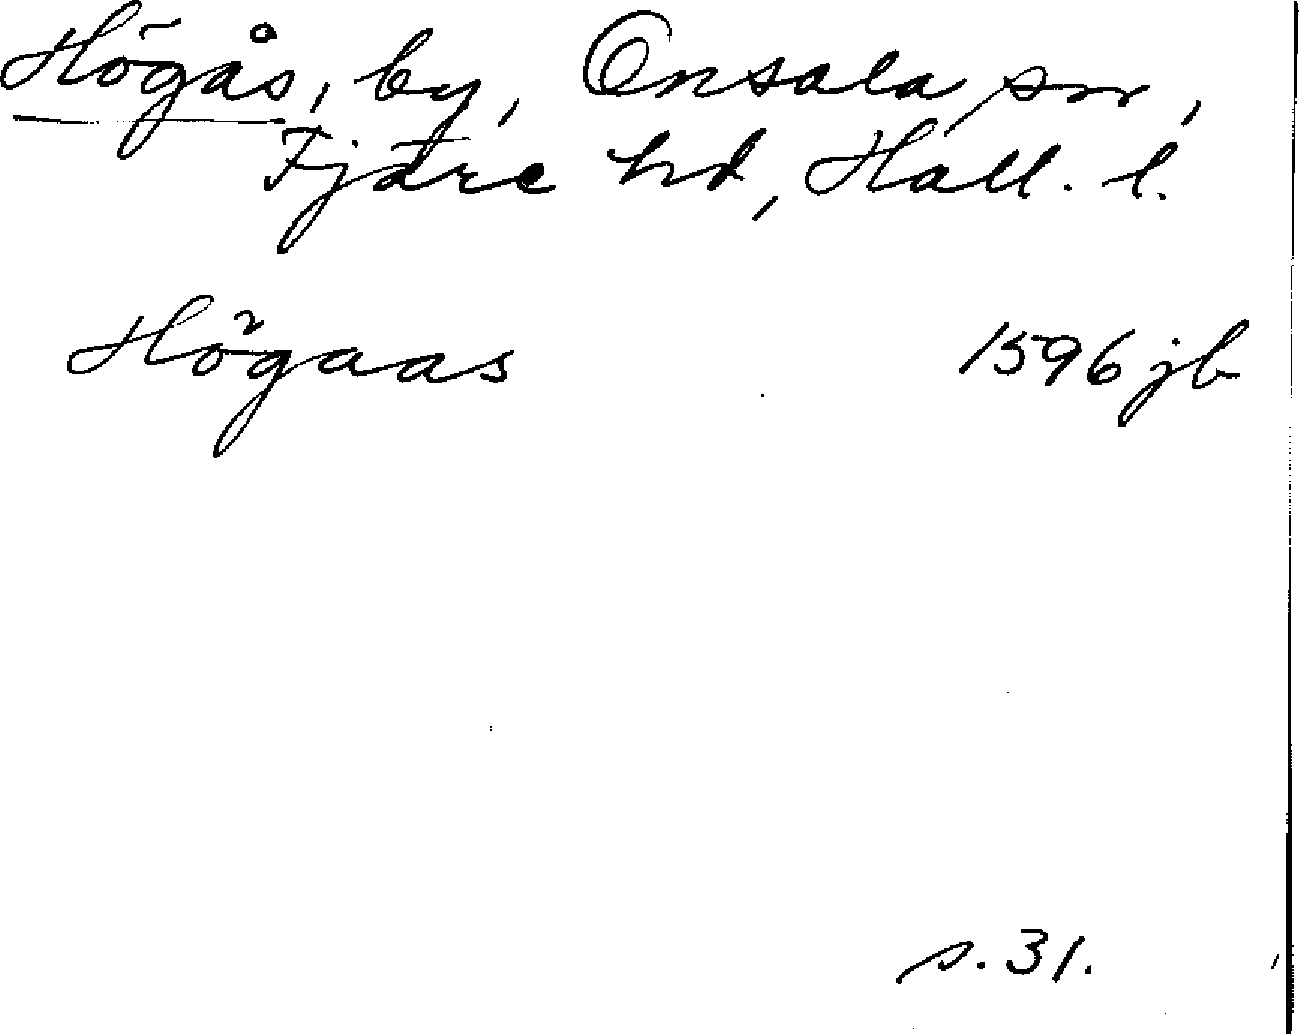 Högås, by, Onsala sn,
Fjäre hd, Hall. l.
Högaas 1596 jb
s. 31.